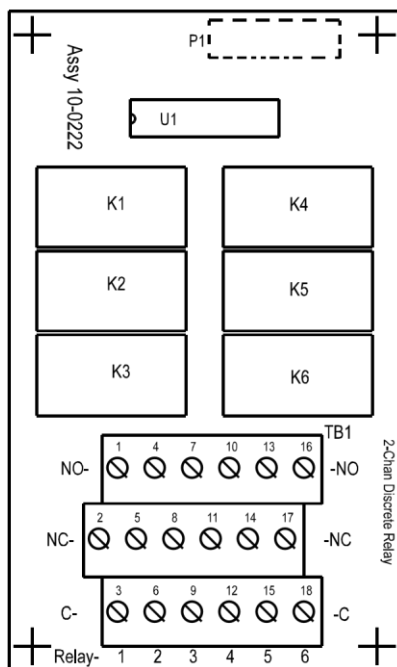 P1
Assy 10-0222
U1
K1 K4
K2 K5
K3 K6
TB1
2-Chan Discrete Relay
1 4 7 10 13 16
NO- -NO
2 5 8 11 14 17
NC- -NC
3 6 9 12 15 18
C- -C
Relay- 1 2 3 4 5 6